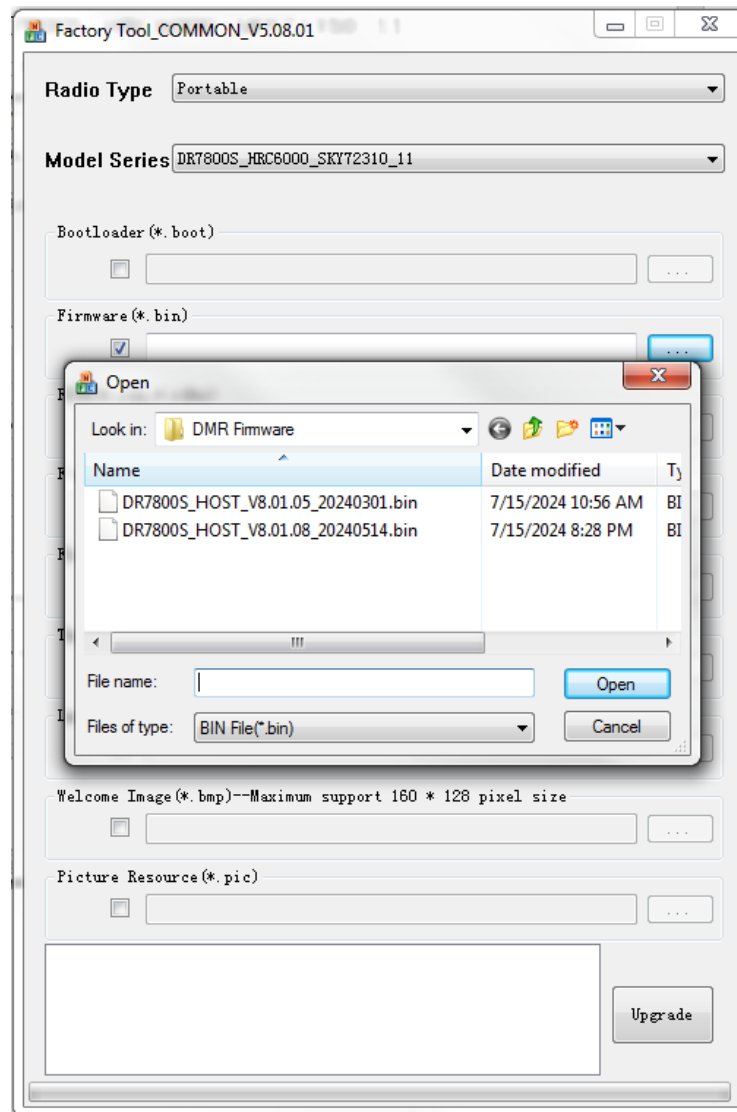 Factory Tool_COMMON_V5.08.01
Radio Type Portable
Model Series DR7800S_HRC6000_SKY72310_11
Bootloader(*.boot)
...
Firmware(*.bin)
...
Open
Look in: DMR Firmware
Name Date modified Ty
DR7800S_HOST_V8.01.05_20240301.bin 7/15/2024 10:56 AM BI
DR7800S_HOST_V8.01.08_20240514.bin 7/15/2024 8:28 PM BI
File name: Open
Files of type: BIN File(*.bin) Cancel
Welcome Image(*.bmp)--Maximum support 160 * 128 pixel size
...
Picture Resource(*.pic)
...
Upgrade